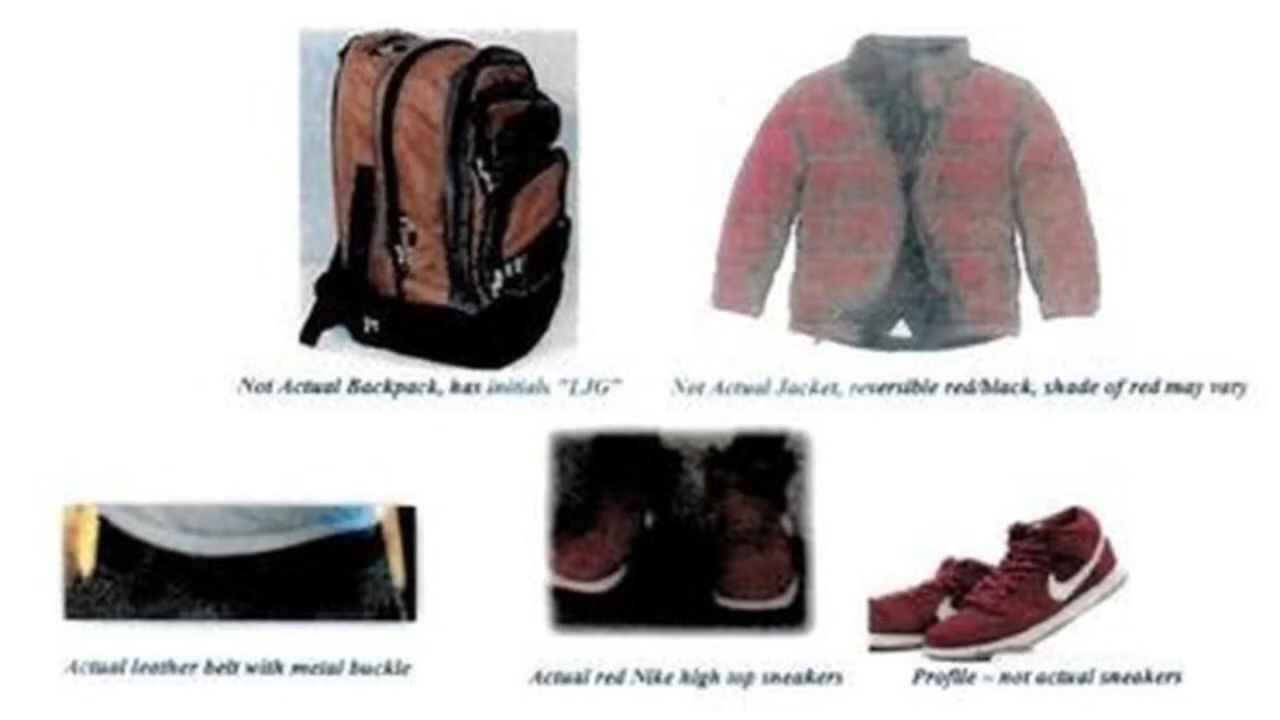 Not Actual Backpack, has initials "LJG"
Not Actual Jacket, reversible red/black, shade of red may vary
Actual leather belt with metal buckle
Actual red Nike high top sneakers
Profile - not actual sneakers